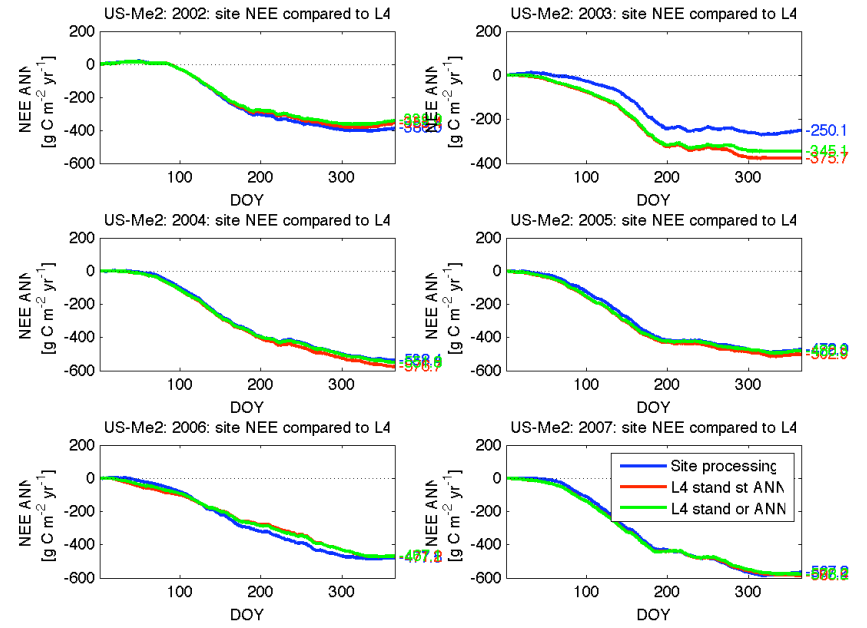 US-Me2: 2002: site NEE compared to L4
200
0
-200
-400
-600
100
200
300
DOY
NEE ANN
[g C m-2 yr-1]
US-Me2: 2003: site NEE compared to L4
200
0
-200
-400
100
200
300
DOY
NEE ANN
[g C m-2 yr-1]
-250.1
-345.1
-375.7
US-Me2: 2004: site NEE compared to L4
200
0
-200
-400
-600
100
200
300
DOY
NEE ANN
[g C m-2 yr-1]
US-Me2: 2005: site NEE compared to L4
200
0
-200
-400
-600
100
200
300
DOY
NEE ANN
[g C m-2 yr-1]
US-Me2: 2006: site NEE compared to L4
200
0
-200
-400
-600
100
200
300
DOY
NEE ANN
[g C m-2 yr-1]
US-Me2: 2007: site NEE compared to L4
200
0
-200
-400
-600
100
200
300
DOY
NEE ANN
[g C m-2 yr-1]
Site processing
L4 stand st ANN
L4 stand or ANN